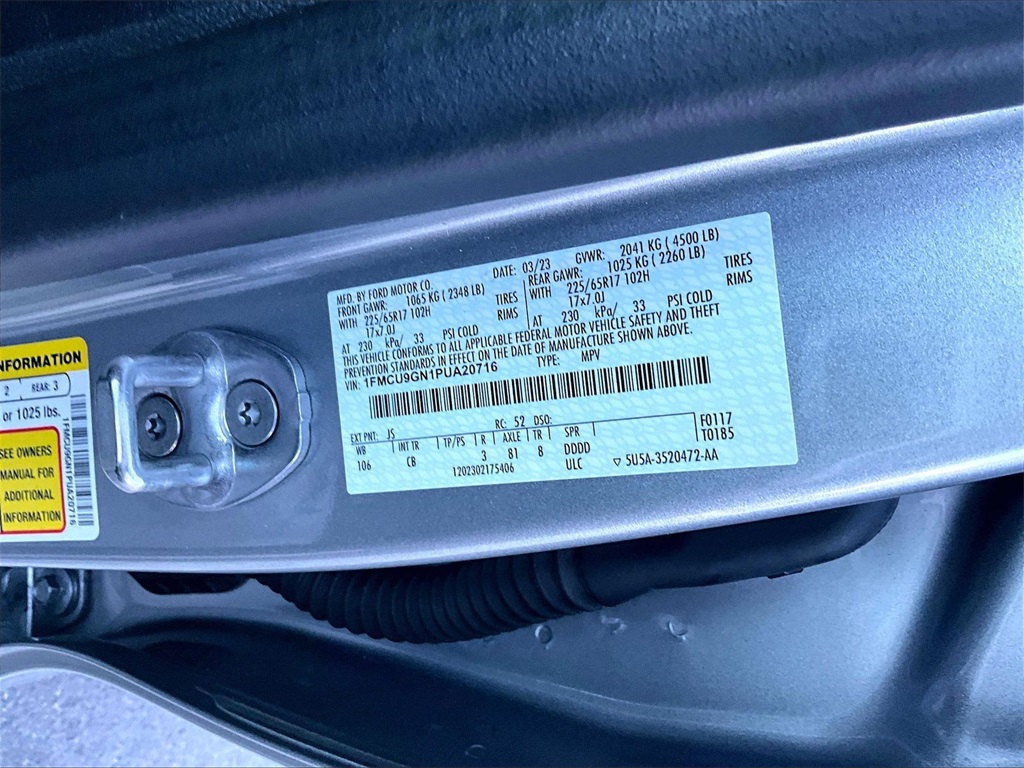 MFD. BY FORD MOTOR CO.
DATE: 03/23 GVWR: 2041 KG ( 4500 LB)
FRONT GAWR: 1065 KG ( 2348 LB) REAR GAWR: 1025 KG ( 2260 LB)
WITH 225/65R17 102H TIRES WITH 225/65R17 102H TIRES
17x7.0J RIMS 17x7.0J RIMS
AT 230 kPa/ 33 PSI COLD AT 230 kPa/ 33 PSI COLD
THIS VEHICLE CONFORMS TO ALL APPLICABLE FEDERAL MOTOR VEHICLE SAFETY AND THEFT
PREVENTION STANDARDS IN EFFECT ON THE DATE OF MANUFACTURE SHOWN ABOVE.
VIN: 1FMCU9GN1PUA20716 TYPE: MPV
EXT PNT: JS RC: 52 DSO: F0117
WB INT TR TP/PS R AXLE TR SPR T0185
106 CB 3 81 8 DDDD
1202302175406 ULC ▽ 5U5A-3520472-AA
NFORMATION
2 REAR: 3
or 1025 lbs.
SEE OWNERS
MANUAL FOR
ADDITIONAL
INFORMATION
1FMCU9GN1PUA20716